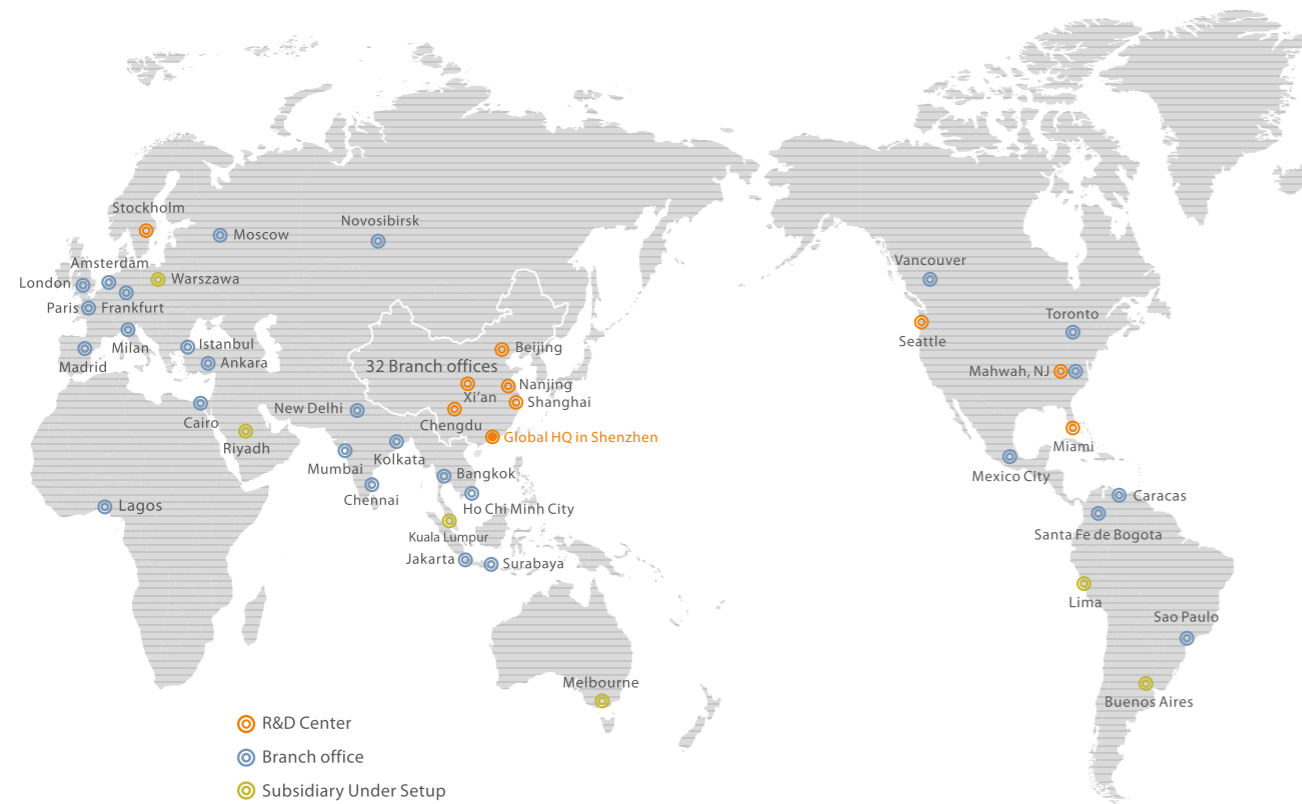 Stockholm
Moscow
Novosibirsk
Amsterdam
London
Warszawa
Paris
Frankfurt
Milan
Madrid
Istanbul
Ankara
Cairo
Riyadh
Lagos
32 Branch offices
Beijing
Xi’an
Nanjing
Shanghai
Chengdu
Global HQ in Shenzhen
New Delhi
Mumbai
Kolkata
Chennai
Bangkok
Ho Chi Minh City
Kuala Lumpur
Jakarta
Surabaya
Melbourne
Vancouver
Seattle
Toronto
Mahwah, NJ
Miami
Mexico City
Caracas
Santa Fe de Bogota
Lima
Sao Paulo
Buenos Aires
R&D Center
Branch office
Subsidiary Under Setup